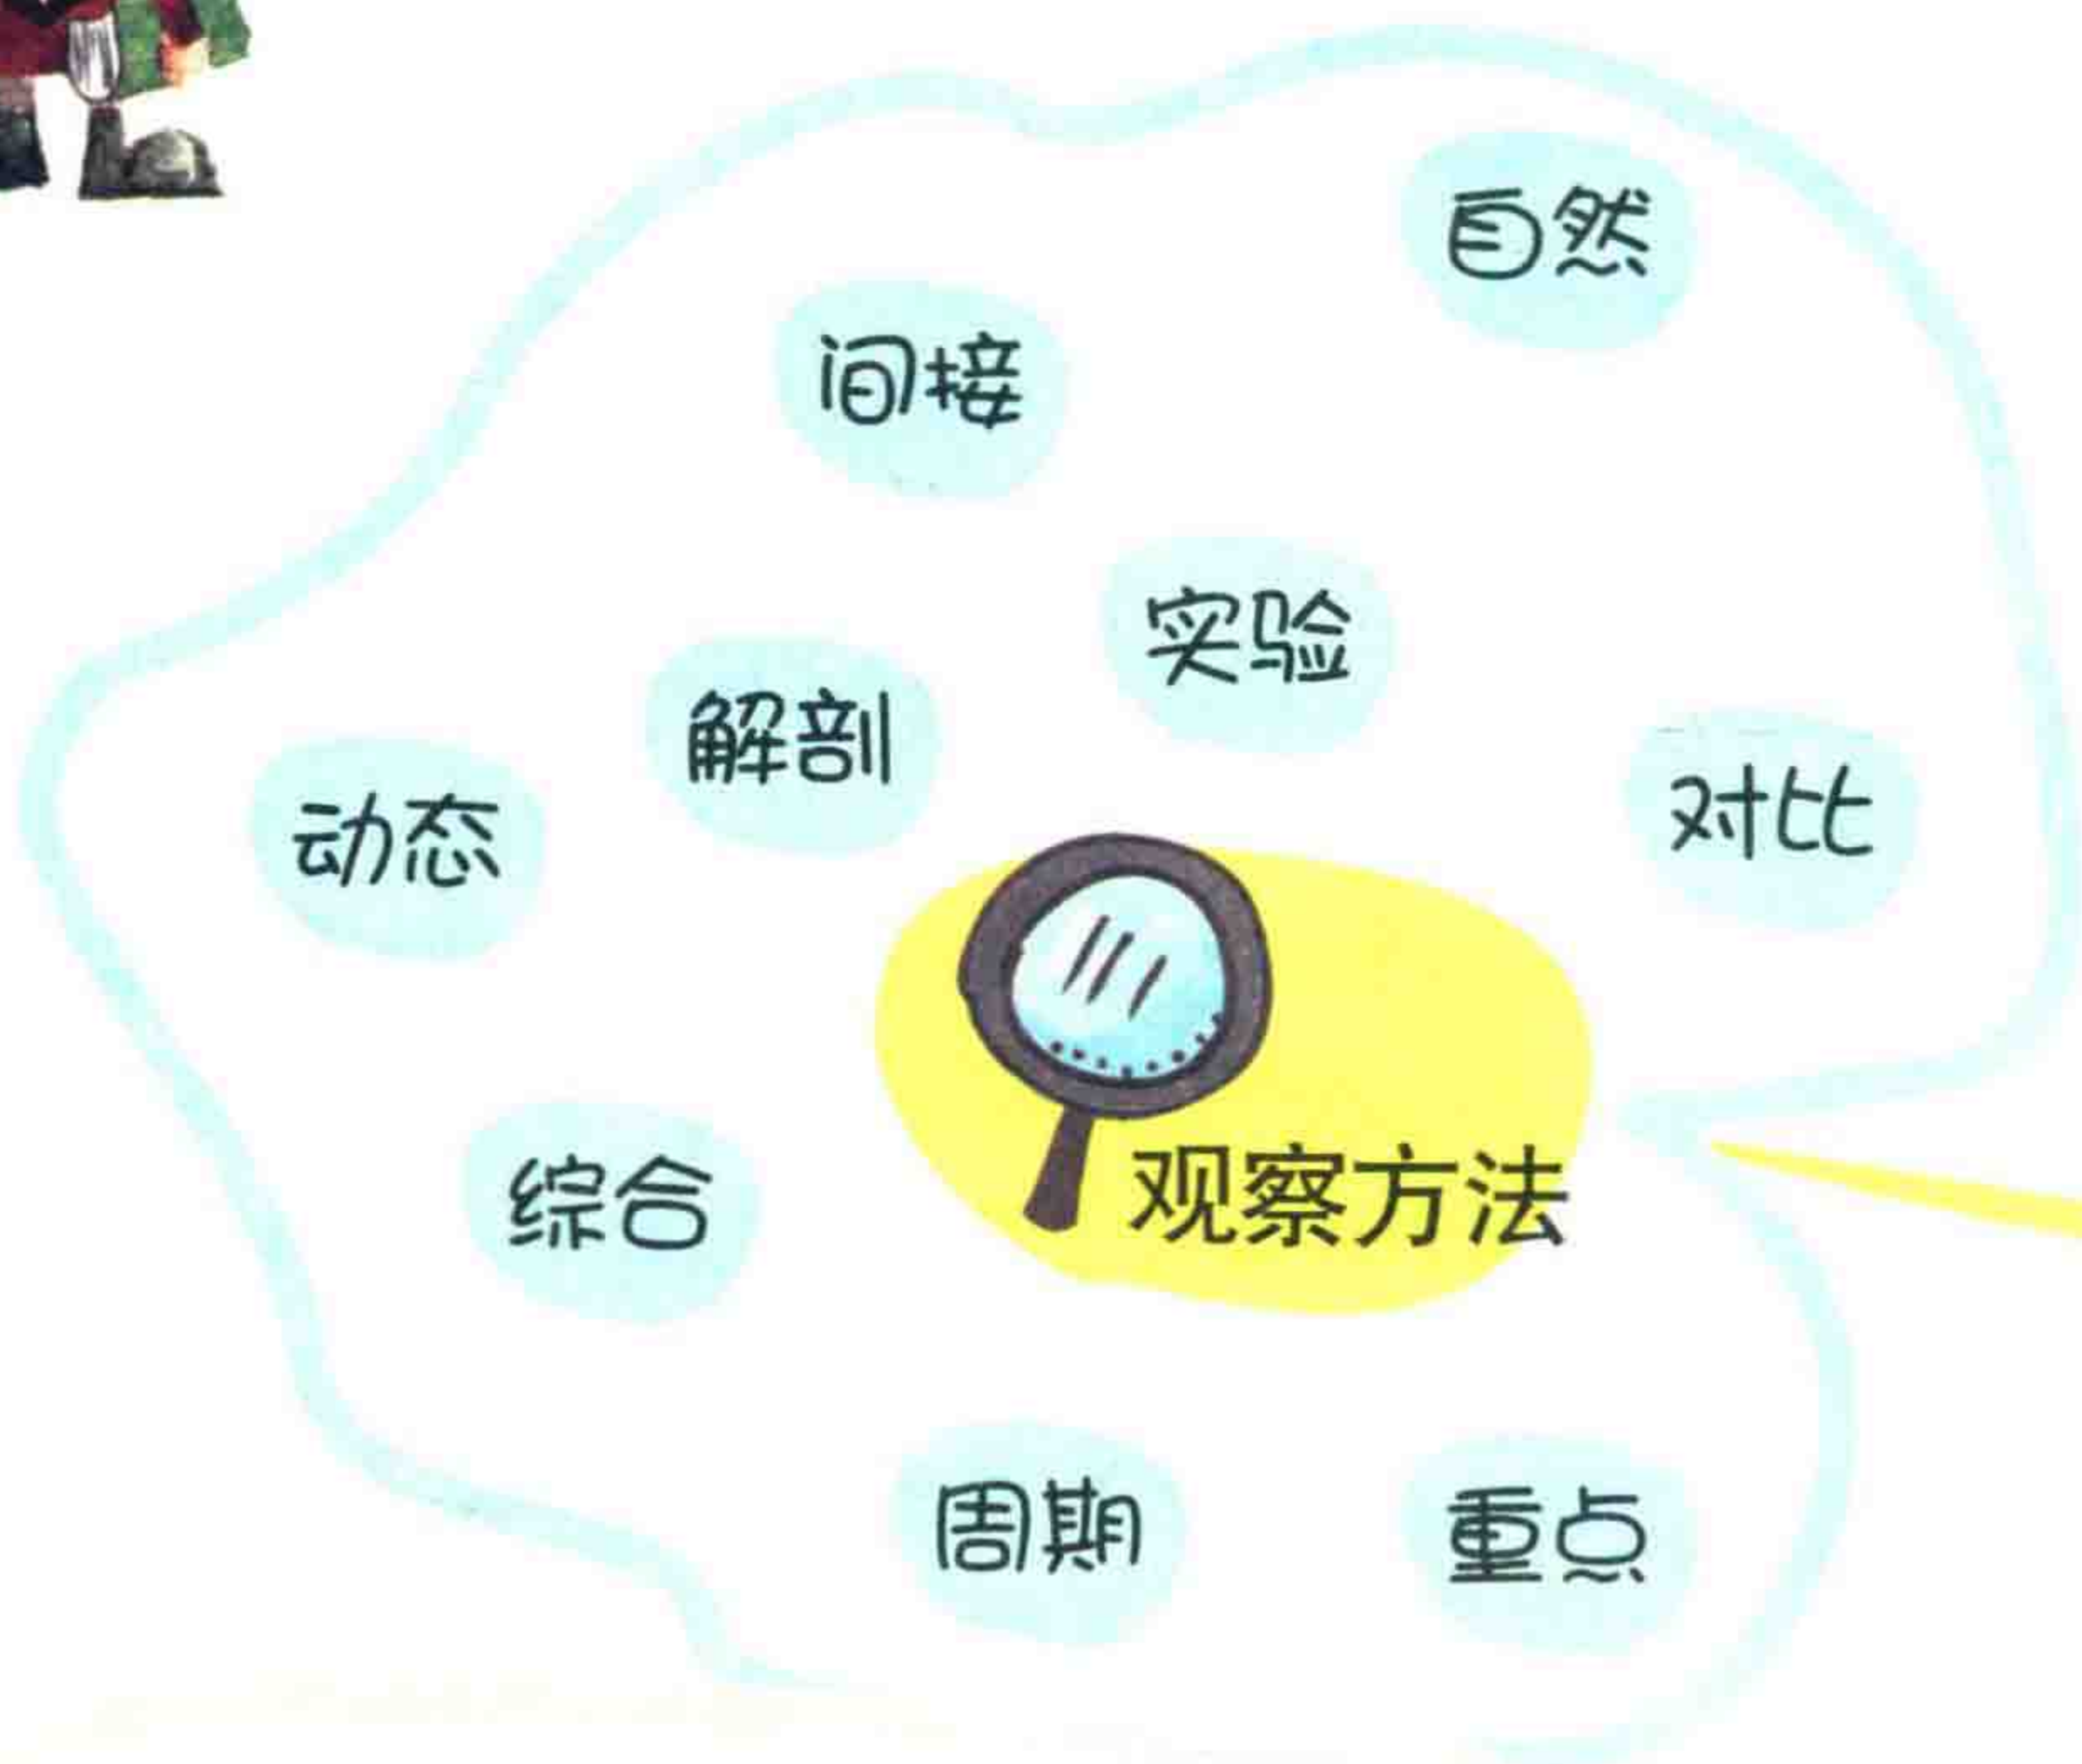 自然
间接
实验
解剖
对比
动态
观察方法
综合
周期
重点